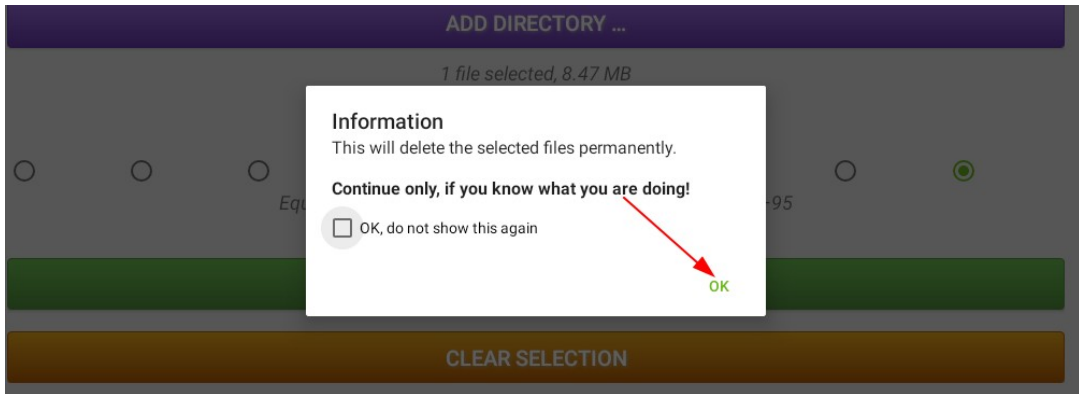 ADD DIRECTORY ...
1 file selected, 8.47 MB
Information
This will delete the selected files permanently.
Continue only, if you know what you are doing!
OK, do not show this again
OK
CLEAR SELECTION